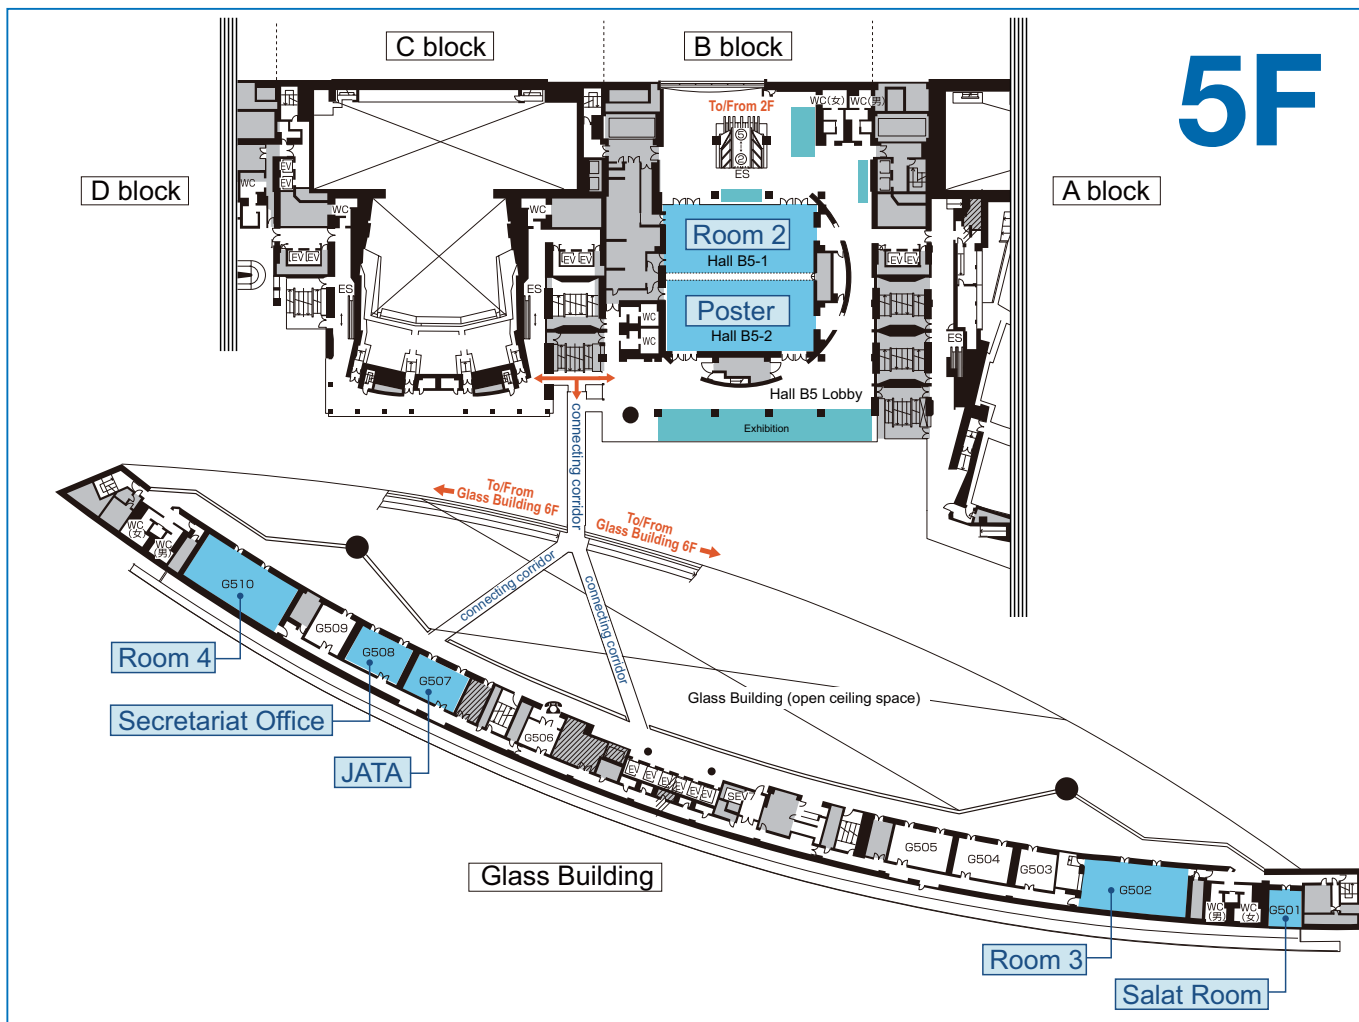 5F
C block
B block
D block
A block
To/From 2F
WC(女)
WC(男)
⑤
②
ES
EV
EV
WC
WC
WC
EV EV
EV EV
ES
ES
ES
Room 2
Hall B5-1
Poster
Hall B5-2
WC
WC
Hall B5 Lobby
Exhibition
connecting corridor
To/From
Glass Building 6F
To/From
Glass Building 6F
connecting corridor
connecting corridor
WC
(女)
WC
(男)
G510
G509
G508
G507
G506
Room 4
Secretariat Office
JATA
Glass Building (open ceiling space)
EV
EV
EV
EV
EV
EV
SEV
G505
G504
G503
G502
WC
(男)
WC
(女)
G501
Glass Building
Room 3
Salat Room